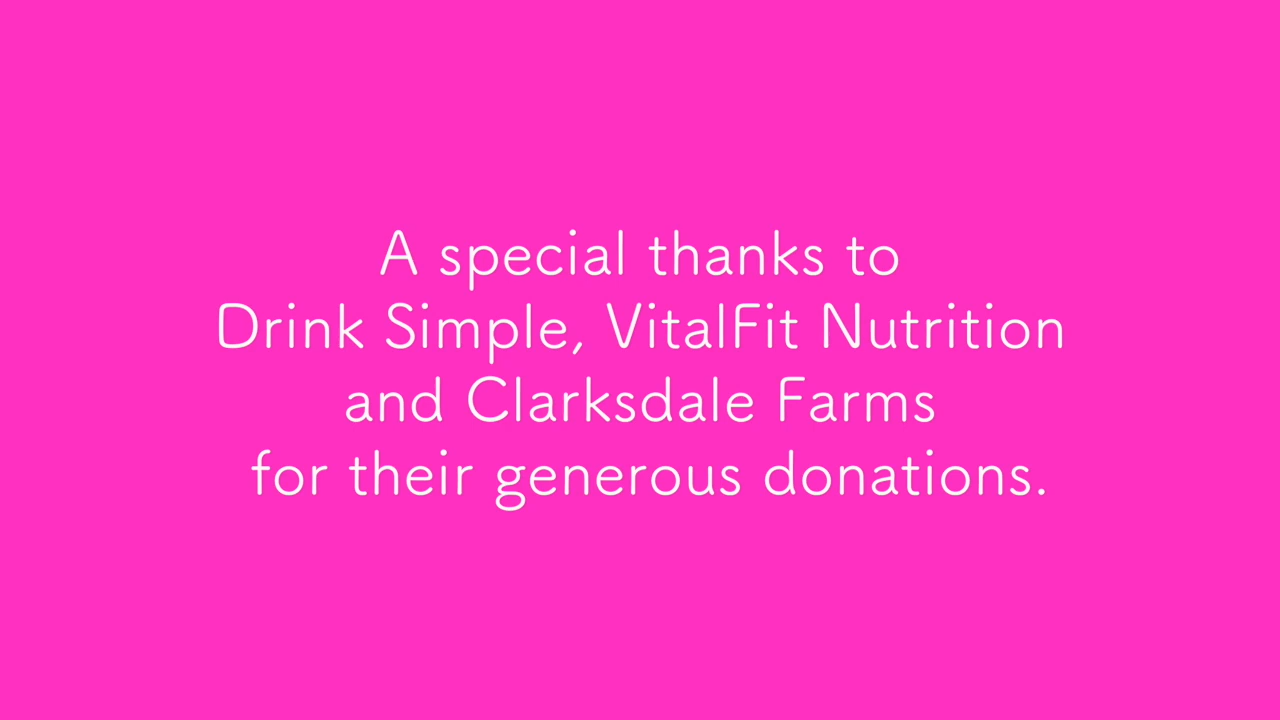 A special thanks to
Drink Simple, VitalFit Nutrition
and Clarksdale Farms
for their generous donations.